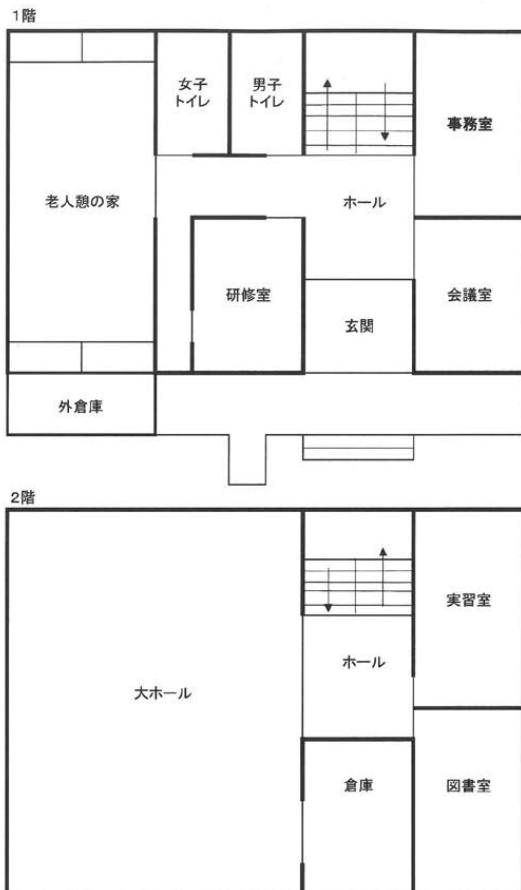 1階
女子
トイレ
男子
トイレ
事務室
老人憩の家
ホール
研修室
会議室
玄関
外倉庫
2階
実習室
ホール
大ホール
倉庫
図書室